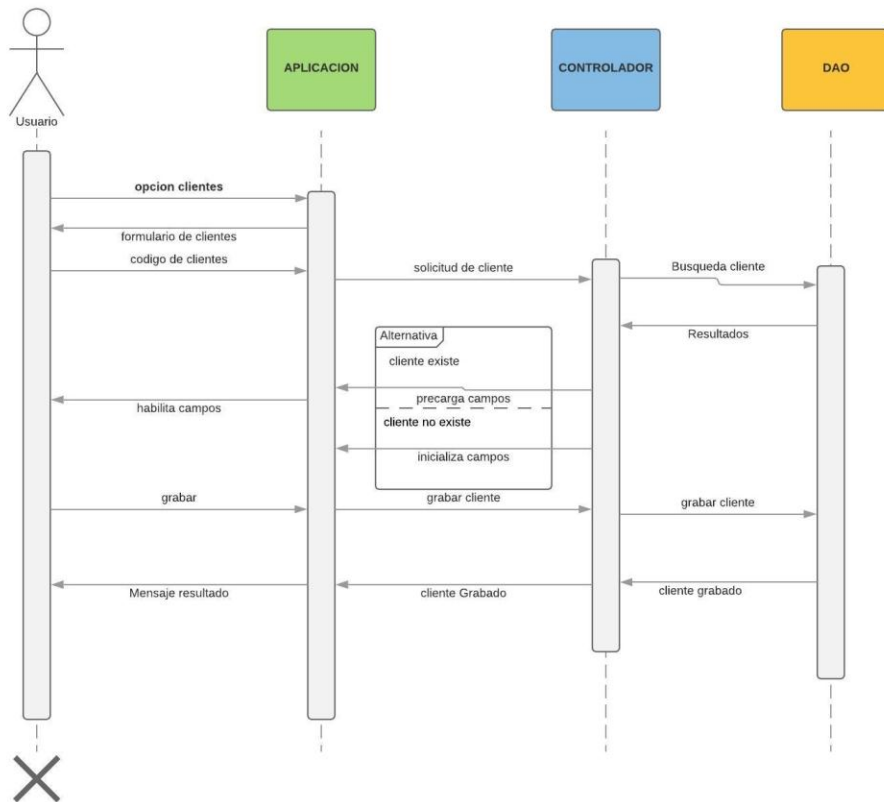 APLICACION
CONTROLADOR
DAO
Usuario
opcion clientes
formulario de clientes
codigo de clientes
solicitud de cliente
Busqueda cliente
Resultados
Alternativa
cliente existe
precarga campos
habilita campos
cliente no existe
inicializa campos
grabar
grabar cliente
grabar cliente
Mensaje resultado
cliente Grabado
cliente grabado